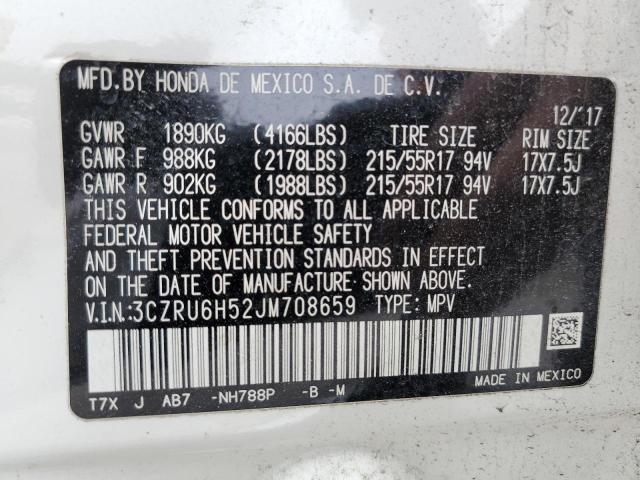 MFD.BY HONDA DE MEXICO S.A. DE C.V.
12/'17
GVWR 1890KG (4166LBS) TIRE SIZE RIM SIZE
GAWR F 988KG (2178LBS) 215/55R17 94V 17X7.5J
GAWR R 902KG (1988LBS) 215/55R17 94V 17X7.5J
THIS VEHICLE CONFORMS TO ALL APPLICABLE
FEDERAL MOTOR VEHICLE SAFETY
AND THEFT PREVENTION STANDARDS IN EFFECT
ON THE DATE OF MANUFACTURE SHOWN ABOVE.
V.I.N.:3CZRU6H52JM708659 TYPE: MPV
T7X J AB7 -NH788P -B -M
MADE IN MEXICO